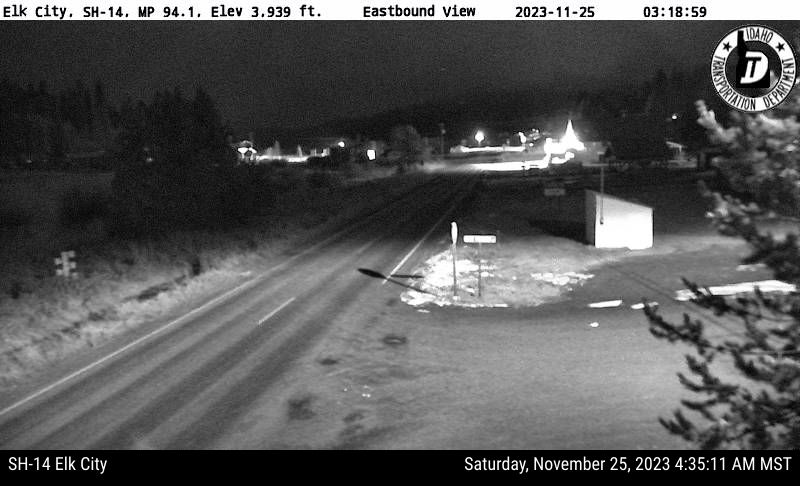 Elk City, SH-14, MP 94.1, Elev 3,939 ft. Eastbound View 2023-11-25 03:18:59
IDAHO
TRANSPORTATION DEPARTMENT
SH-14 Elk City
Saturday, November 25, 2023 4:35:11 AM MST